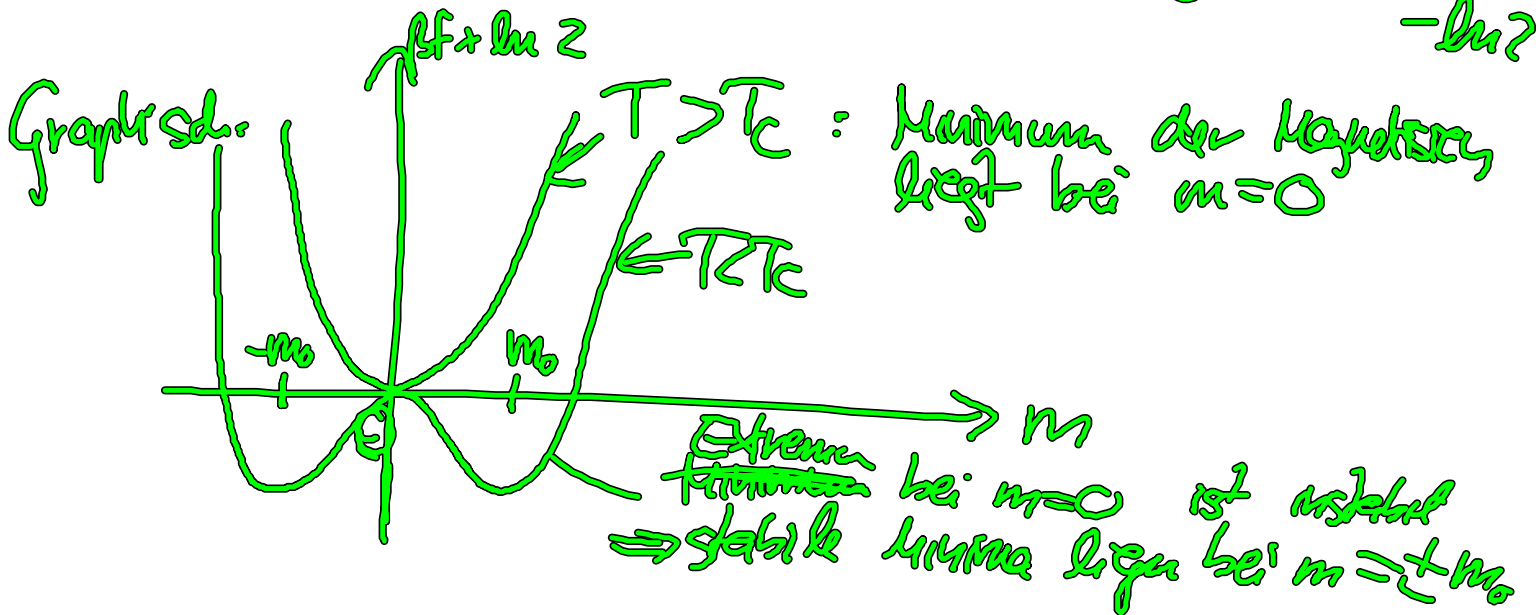 - ln 2
βf + ln 2
Graphisch:
T > Tc : Minimum der Magnetisierung
liegt bei m=0
← T<Tc
-m₀
m₀
m
Extremum
bei m=0 ist instabil
⇒ stabile Minima liegen bei m = ± m₀